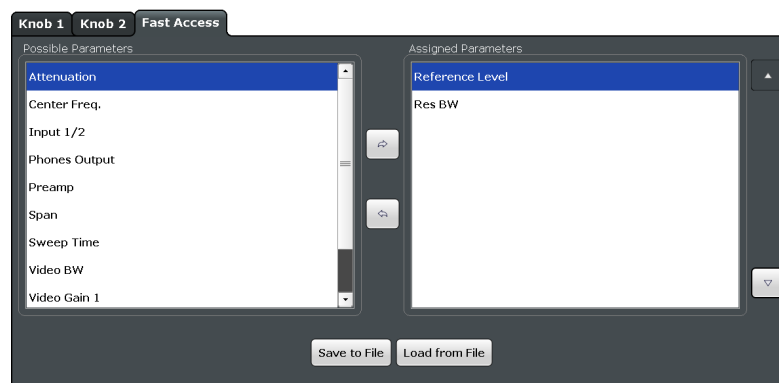 Knob 1 Knob 2 Fast Access
Possible Parameters
Attenuation
Center Freq.
Input 1/2
Phones Output
Preamp
Span
Sweep Time
Video BW
Video Gain 1
Assigned Parameters
Reference Level
Res BW
Save to File Load from File